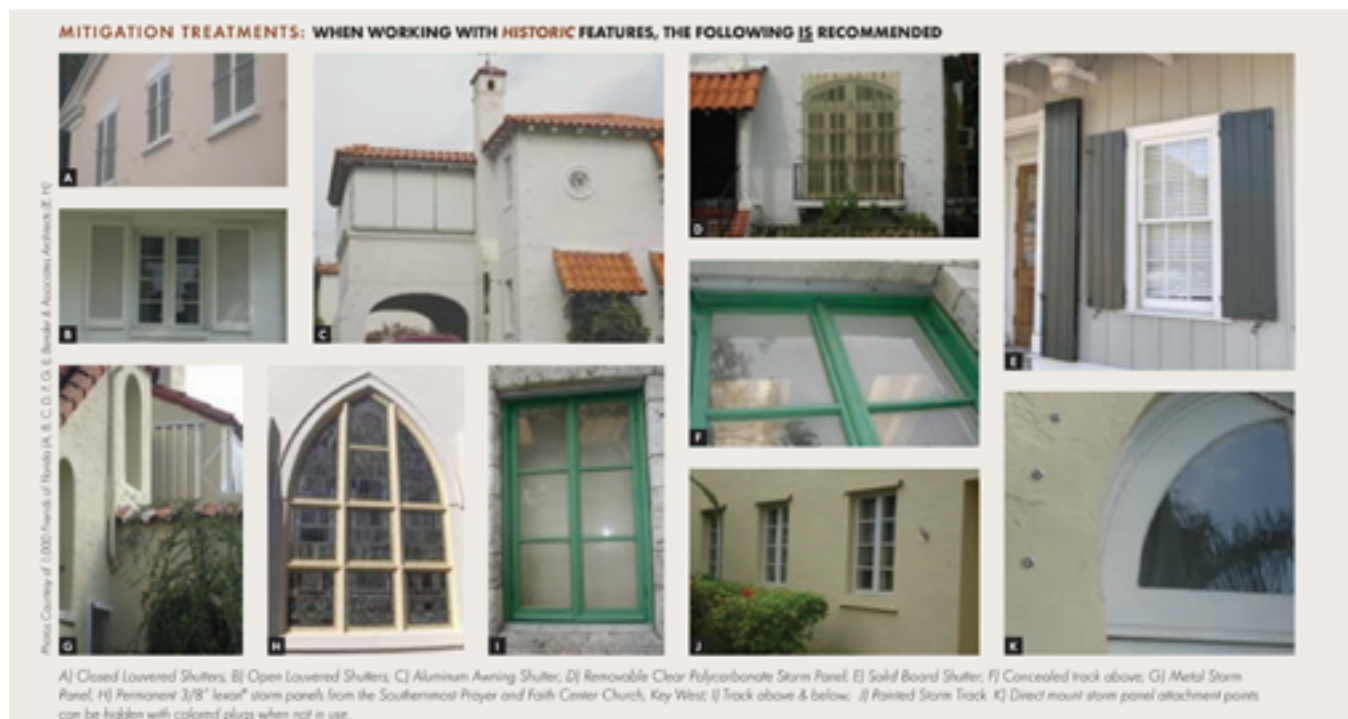 MITIGATION TREATMENTS: WHEN WORKING WITH HISTORIC FEATURES, THE FOLLOWING IS RECOMMENDED
A
B
C
D
E
F
G
H
I
J
K
Photos Courtesy of 1,000 Friends of Florida (A, B, C, D, F, G, I), Bender & Associates Architects (E, H)
A) Closed Louvered Shutters; B) Open Louvered Shutters; C) Aluminum Awning Shutter; D) Removable Clear Polycarbonate Storm Panel; E) Solid Board Shutter; F) Concealed track above; G) Metal Storm
Panel; H) Permanent 3/8" lexan® storm panels from the Southernmost Prayer and Faith Center Church, Key West; I) Track above & below; J) Painted Storm Track K) Direct mount storm panel attachment points
can be hidden with colored plugs when not in use.